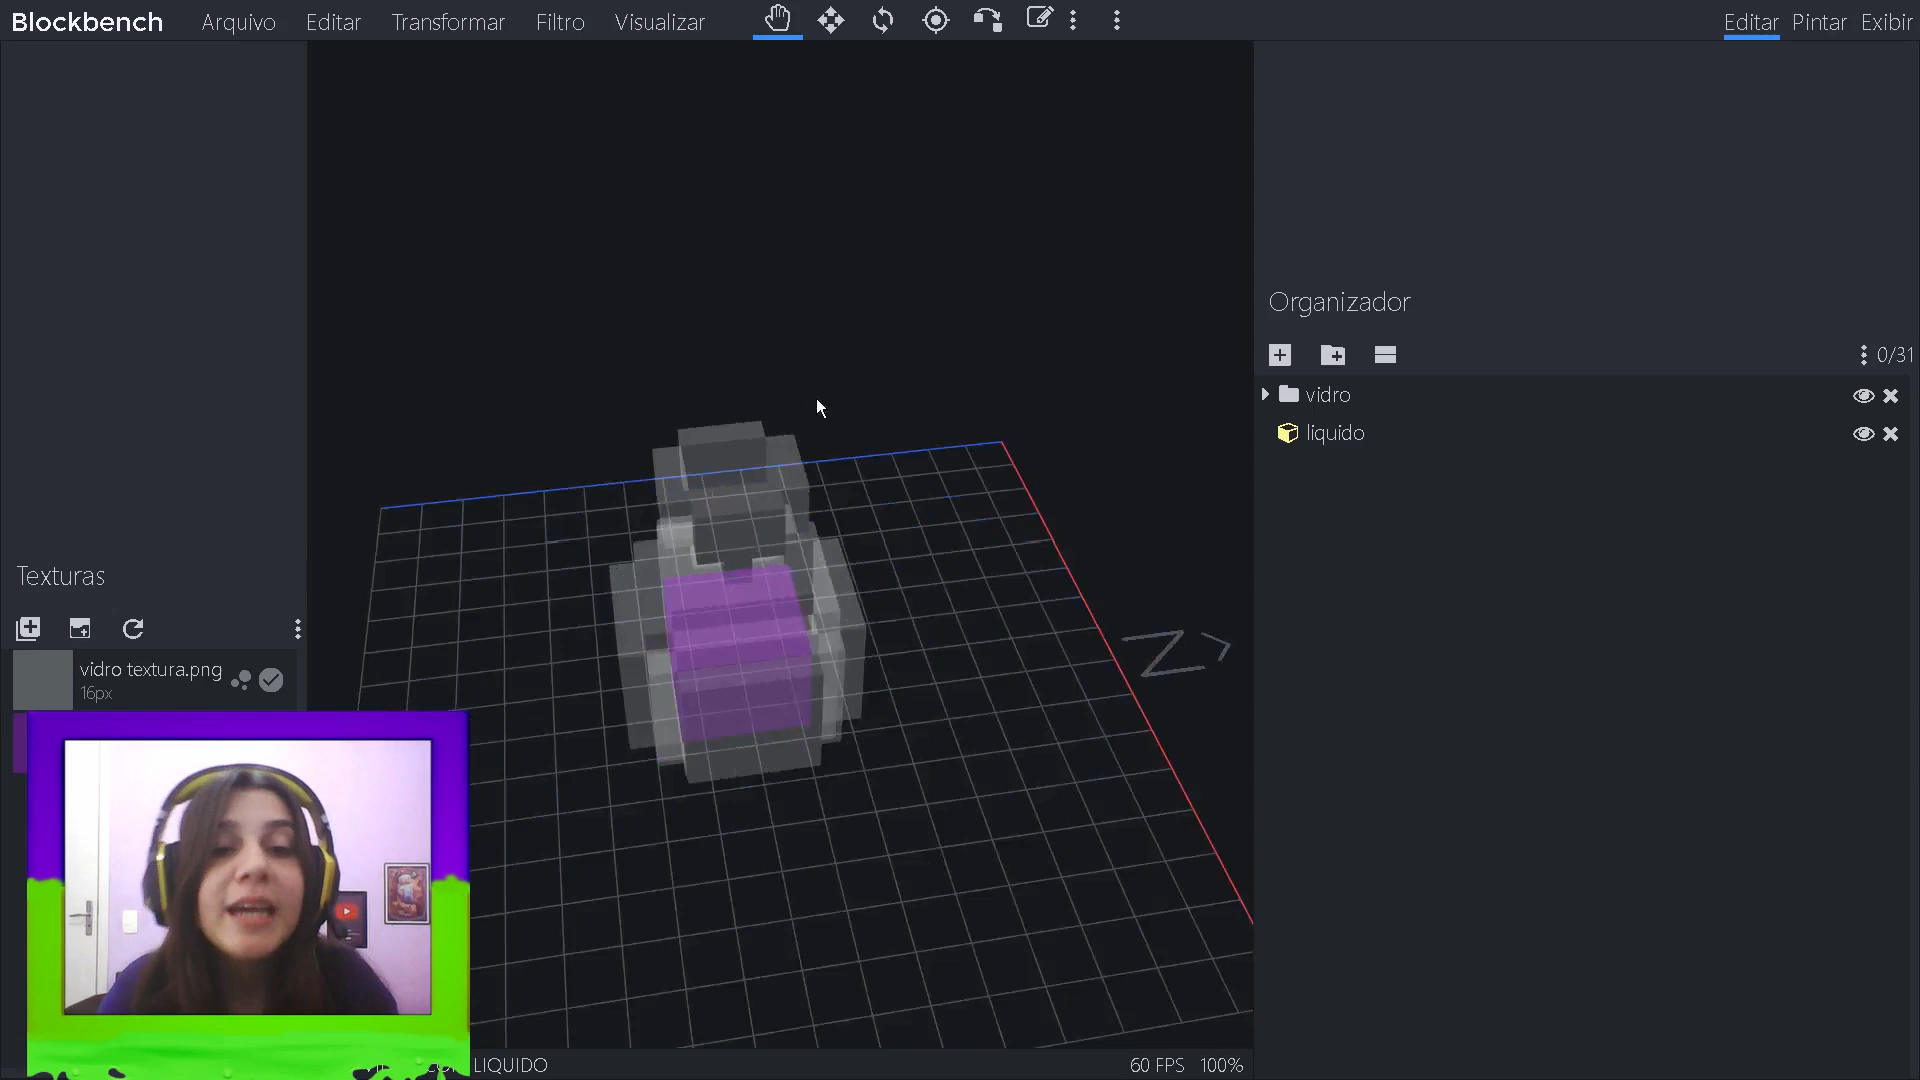 Blockbench Arquivo Editar Transformar Filtro Visualizar Editar Pintar Exibir
Organizador
0/31
vidro
liquido
Texturas
vidro textura.png
16px
Z
LIQUIDO 60 FPS 100%